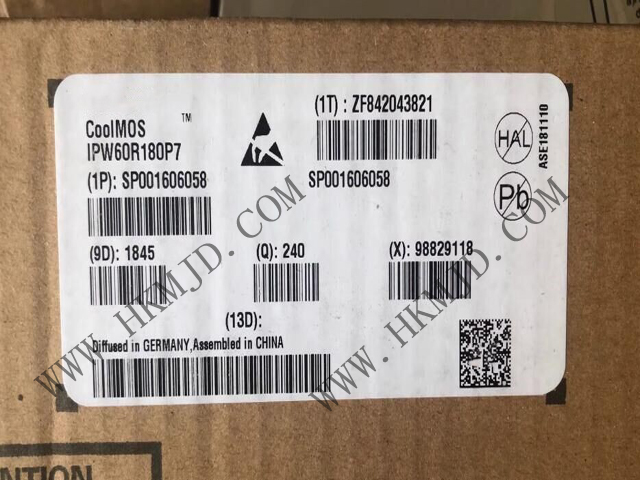 CoolMOS ™
IPW60R180P7
(1T) : ZF842043821
HAL
ASE181110
(1P): SP001606058
SP001606058
Pb
(9D): 1845
(Q): 240
(X): 98829118
(13D):
Diffused in GERMANY,Assembled in CHINA
WWW.HKMJD.COM
WWW.HKMJD.COM